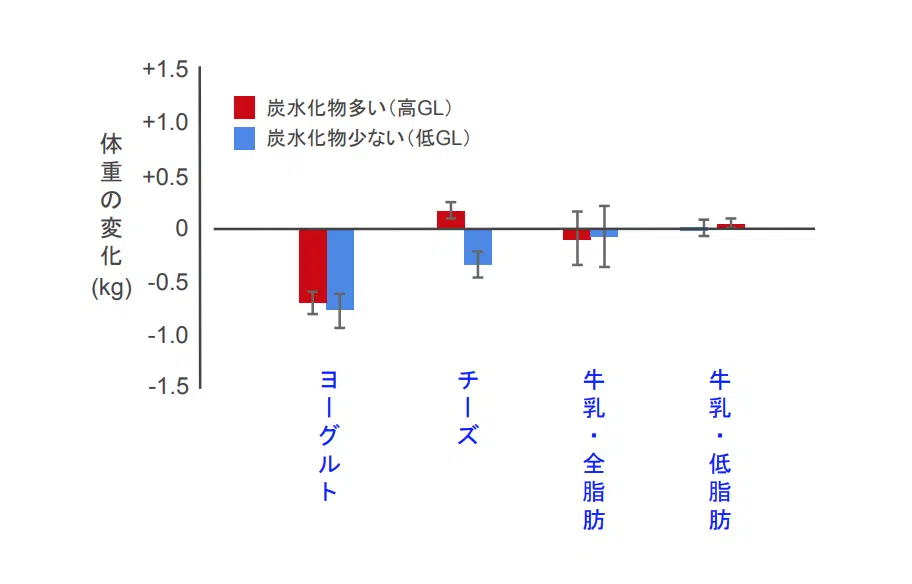 +1.5
+1.0
+0.5
0
-0.5
-1.0
-1.5
体重の変化
(kg)
炭水化物多い（高GL）
炭水化物少ない（低GL）
ヨーグルト
チーズ
牛乳・全脂肪
牛乳・低脂肪